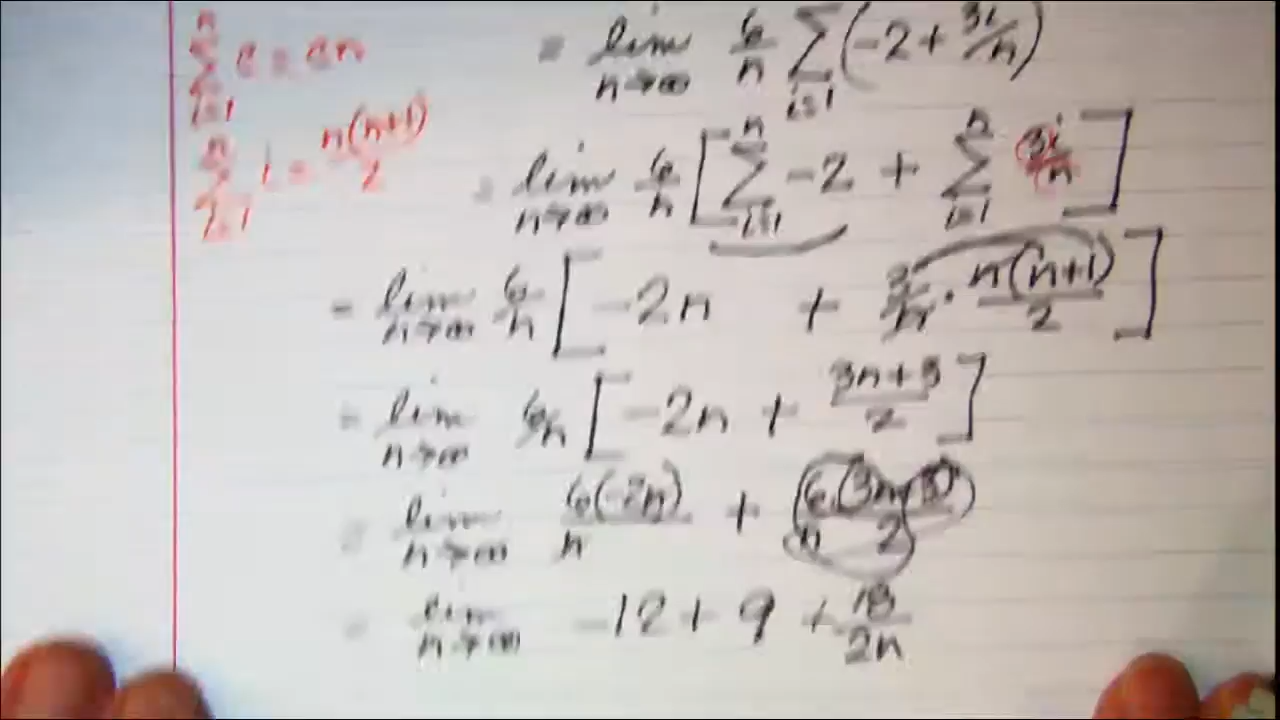 n
∑ c = cn
i=1
n
∑ i = n(n+1)/2
i=1
= lim n→∞ 6/n ∑ i=1 (-2 + 3i/n)
= lim n→∞ 6/n [ n ∑ i=1 -2 + n ∑ i=1 3i/n ]
= lim n→∞ 6/n [ -2n + 3/n · n(n+1)/2 ]
= lim n→∞ 6/n [ -2n + 3n+3/2 ]
= lim n→∞ 6(-2n)/n + 6(3n+3)/n 2
= lim n→∞ -12 + 9 + 18/2n